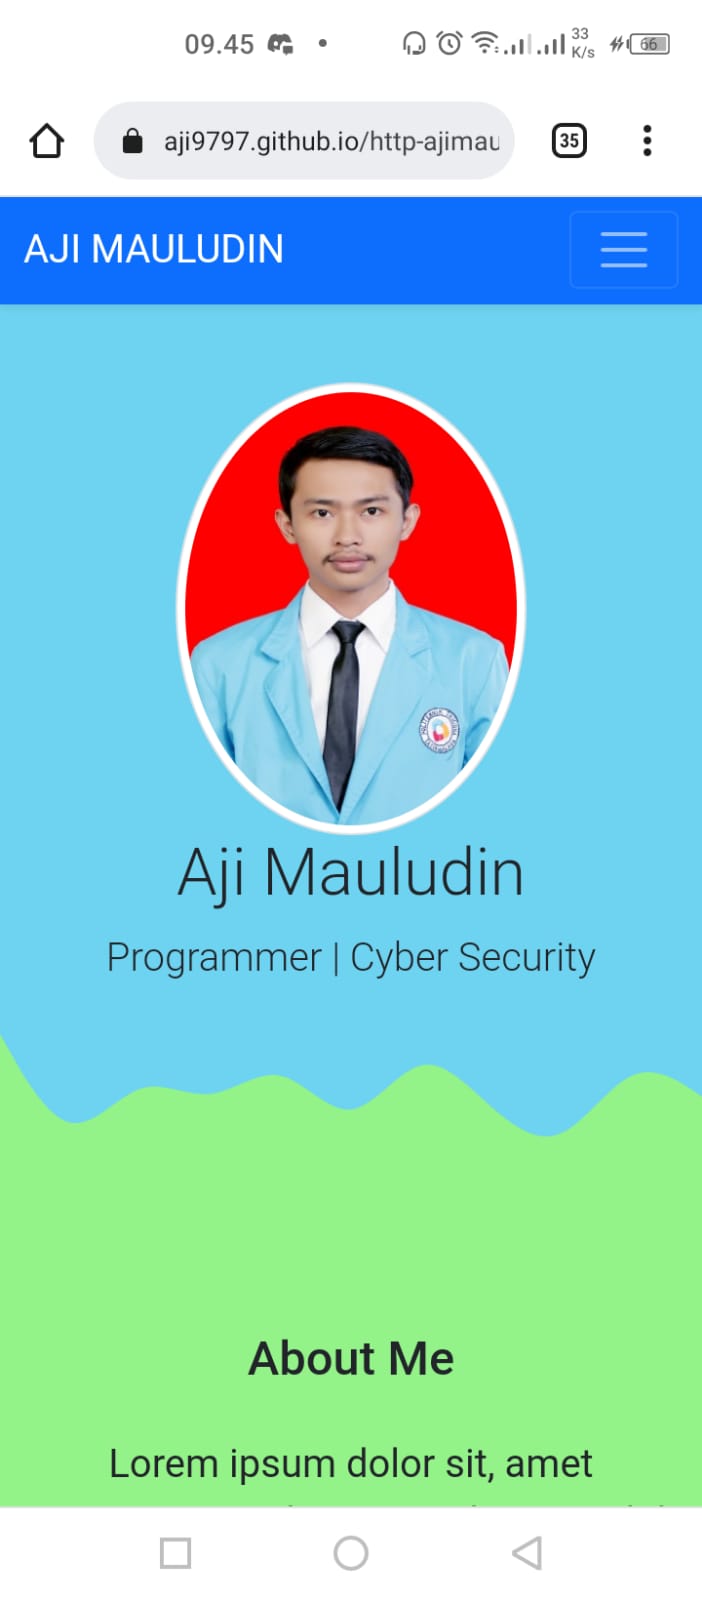 09.45
33
K/s
66
aji9797.github.io/http-ajimau
35
AJI MAULUDIN
Aji Mauludin
Programmer | Cyber Security
About Me
Lorem ipsum dolor sit, amet